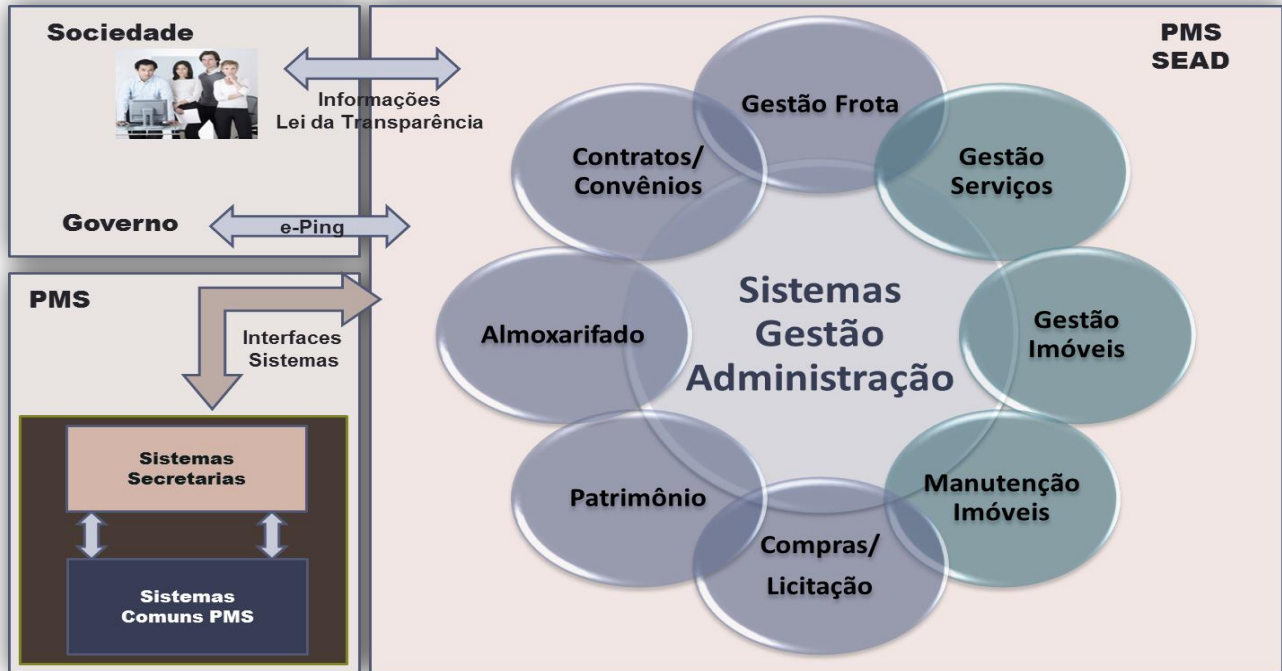 Sociedade
Informações
Lei da Transparência
Governo
e-Ping
PMS
Interfaces
Sistemas
Sistemas
Secretarias
Sistemas
Comuns PMS
PMS
SEAD
Gestão Frota
Gestão
Serviços
Gestão
Imóveis
Manutenção
Imóveis
Compras/
Licitação
Patrimônio
Almoxarifado
Contratos/
Convênios
Sistemas
Gestão
Administração